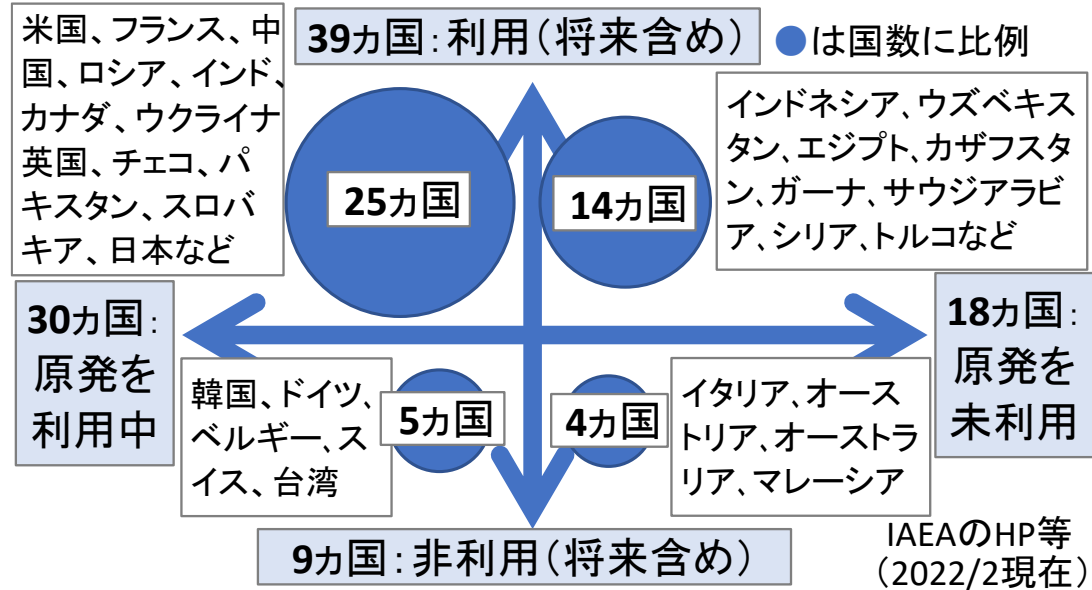 米国、フランス、中
国、ロシア、インド、
カナダ、ウクライナ
英国、チェコ、パ
キスタン、スロバ
キア、日本など
39カ国：利用（将来含め）
●は国数に比例
25カ国
14カ国
インドネシア、ウズベキス
タン、エジプト、カザフスタ
ン、ガーナ、サウジアラビ
ア、シリア、トルコなど
30カ国：
原発を
利用中
18カ国：
原発を
未利用
韓国、ドイツ、
ベルギー、ス
イス、台湾
5カ国
4カ国
イタリア、オース
トリア、オーストラ
リア、マレーシア
9カ国：非利用（将来含め）
IAEAのHP等
（2022/2現在）